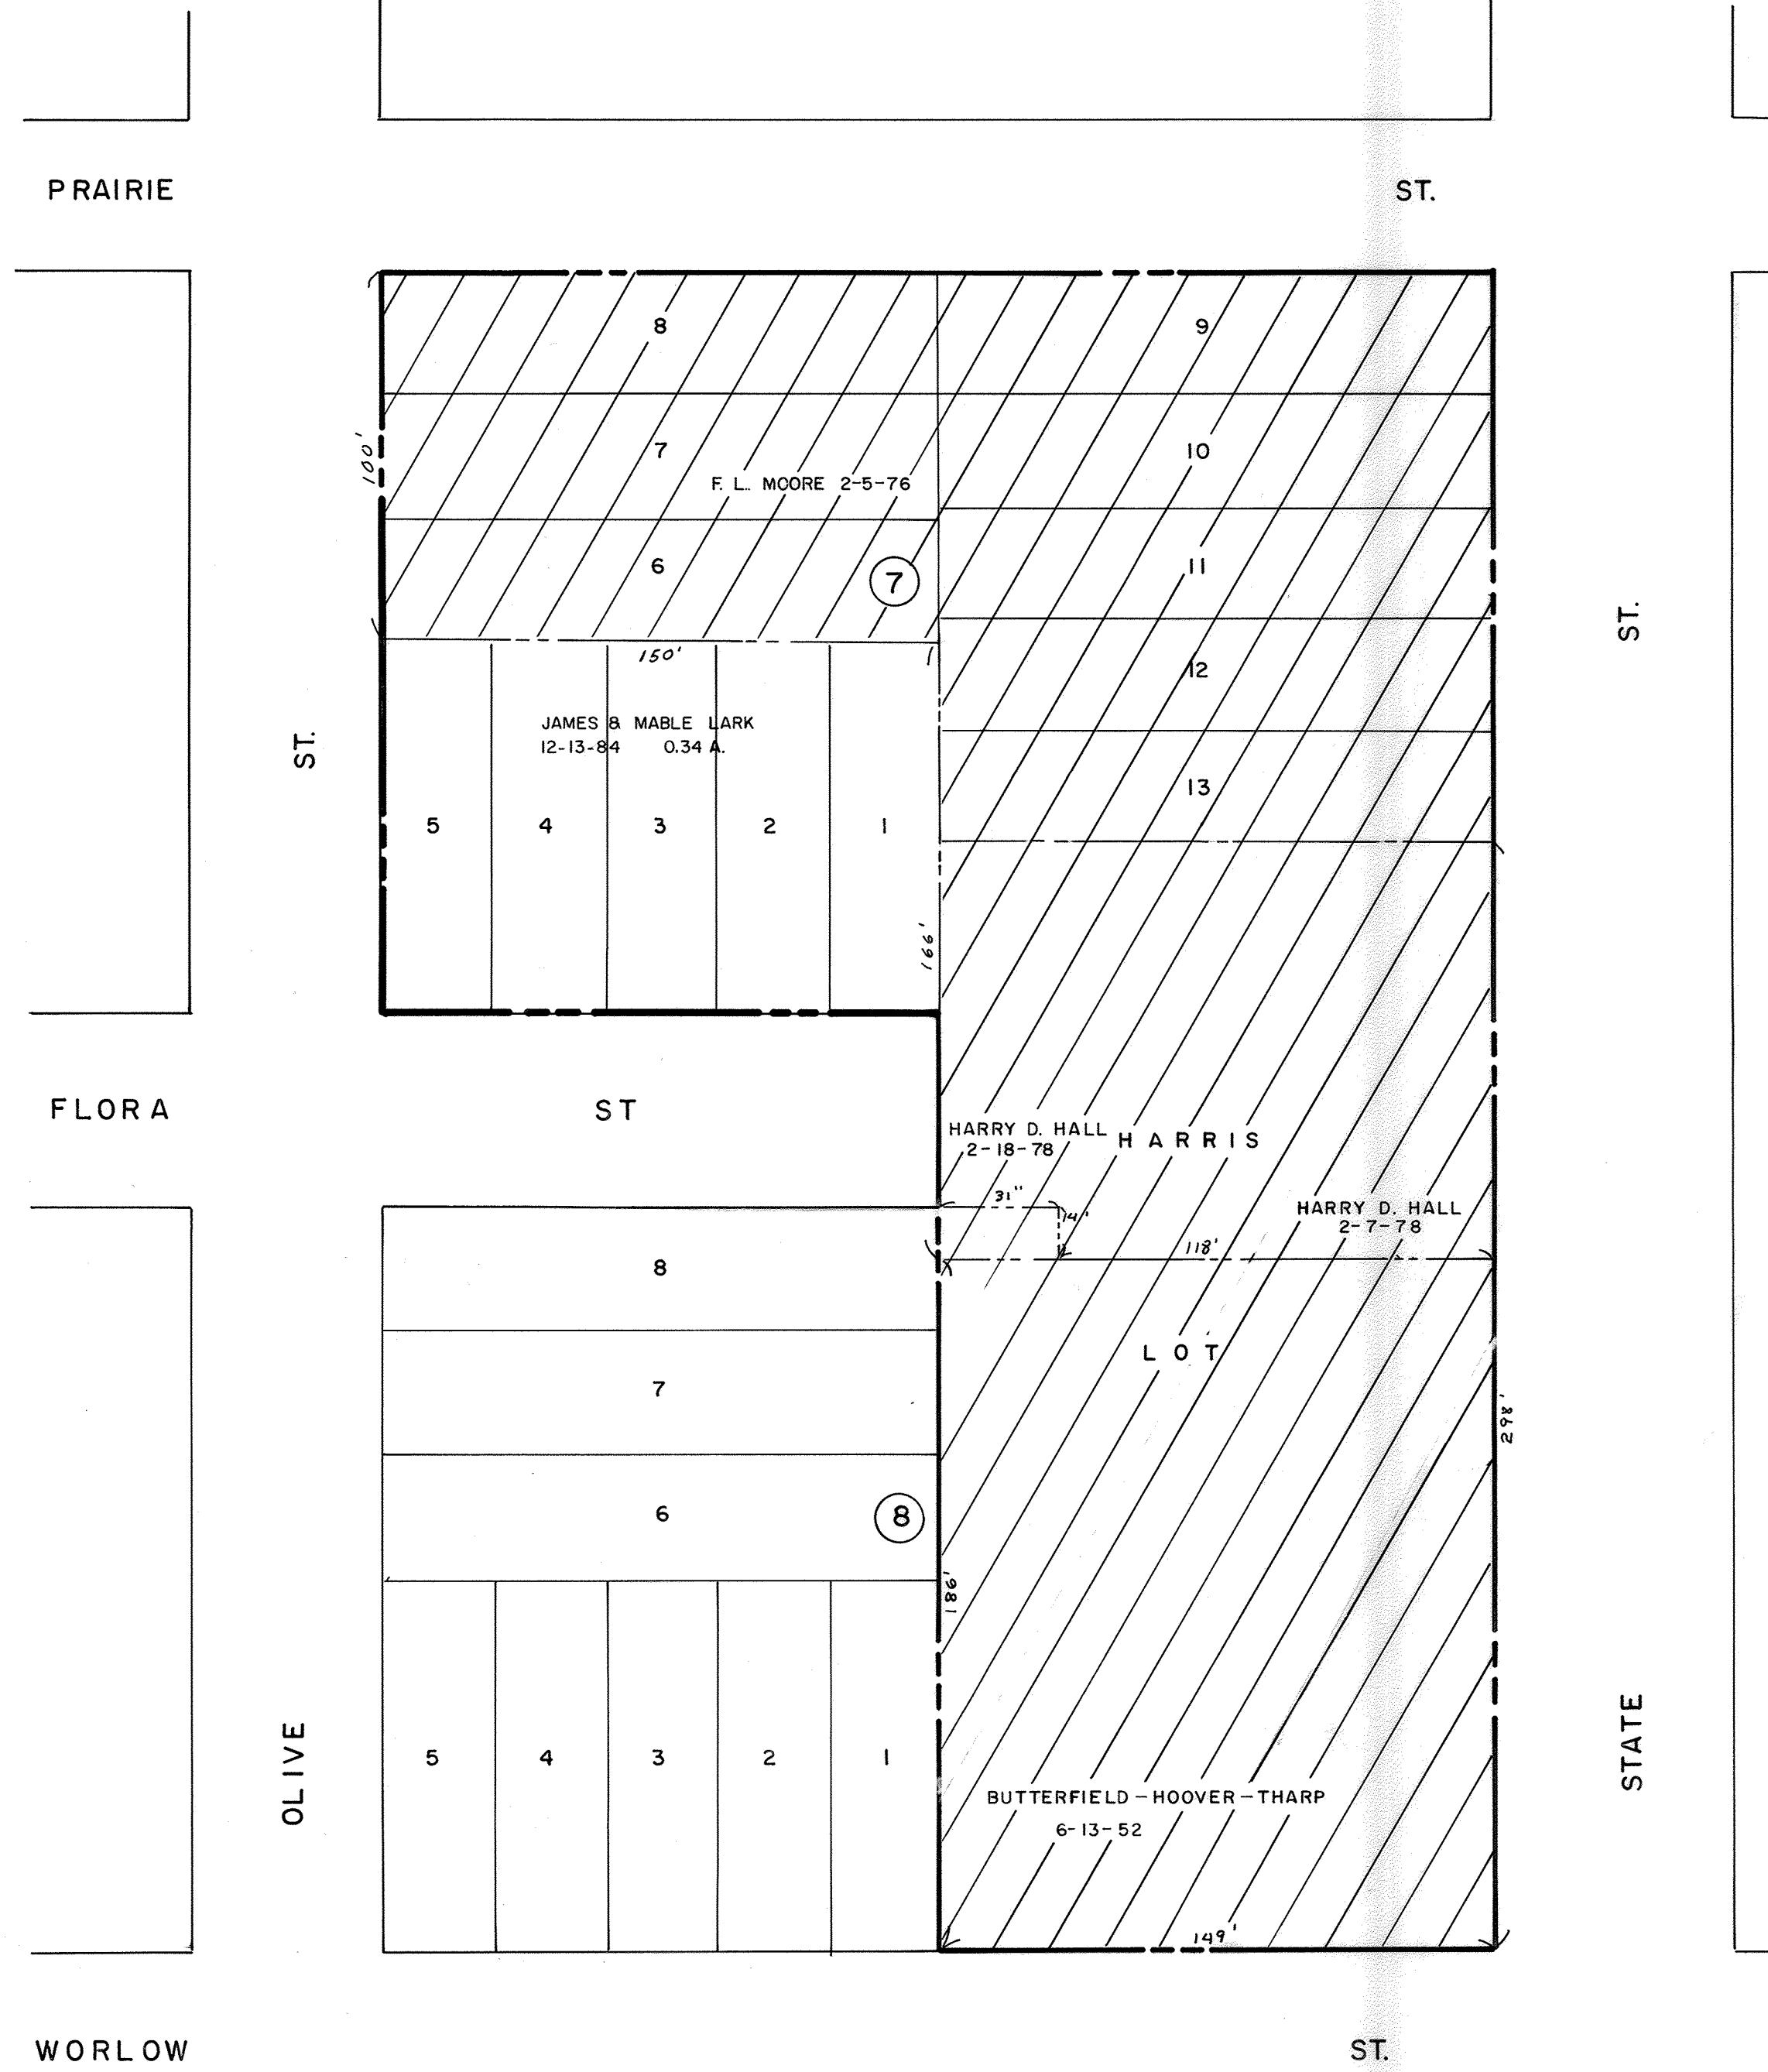 PRAIRIE ST.
8
9
100'
7
10
F. L. MOORE 2-5-76
6
7
11
ST.
150'
12
JAMES & MABLE LARK
12-13-84 0.34 A.
ST.
13
5 4 3 2 1
166'
FLORA ST
HARRY D. HALL
2-18-78
HARRIS
31"
14'
HARRY D. HALL
2-7-78
118'
8
LOT
7
298'
6
8
186'
OLIVE
STATE
5 4 3 2 1
BUTTERFIELD-HOOVER-THARP
6-13-52
149'
WORLOW ST.